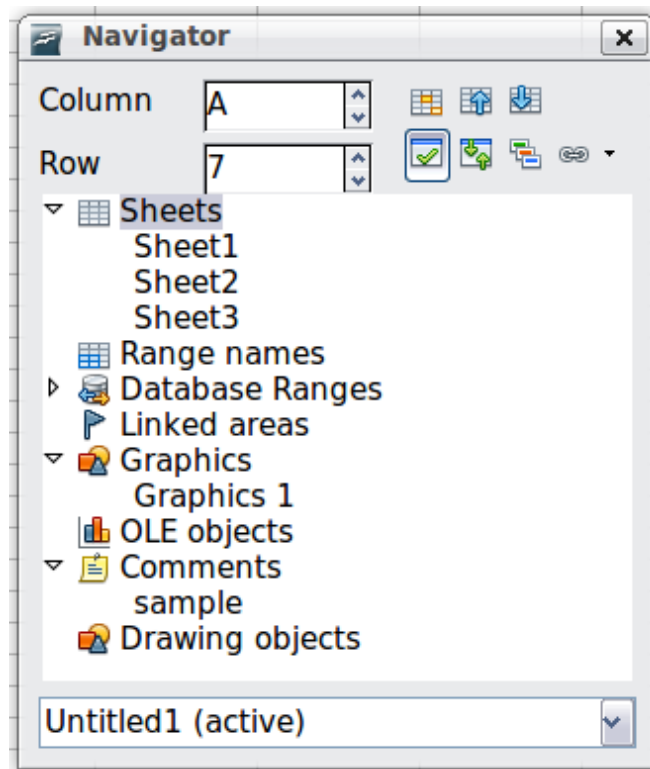 Navigator
Column A
Row 7
Sheets
Sheet1
Sheet2
Sheet3
Range names
Database Ranges
Linked areas
Graphics
Graphics 1
OLE objects
Comments
sample
Drawing objects
Untitled1 (active)